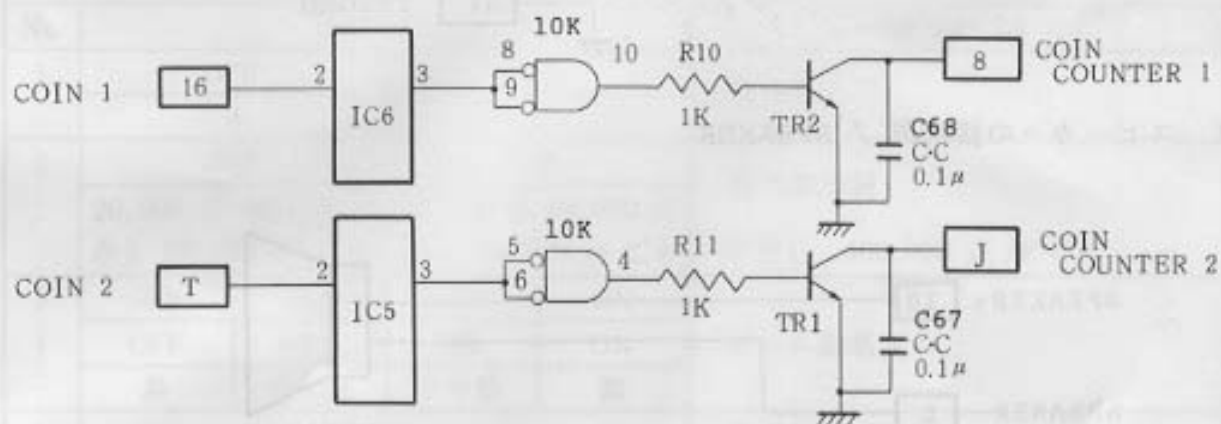 10K
COIN 1
16
2
IC6
3
8
9
10
R10
1K
TR2
8
COIN
COUNTER 1
C68
C·C
0.1μ
10K
COIN 2
T
2
IC5
3
5
6
4
R11
1K
TR1
J
COIN
COUNTER 2
C67
C·C
0.1μ